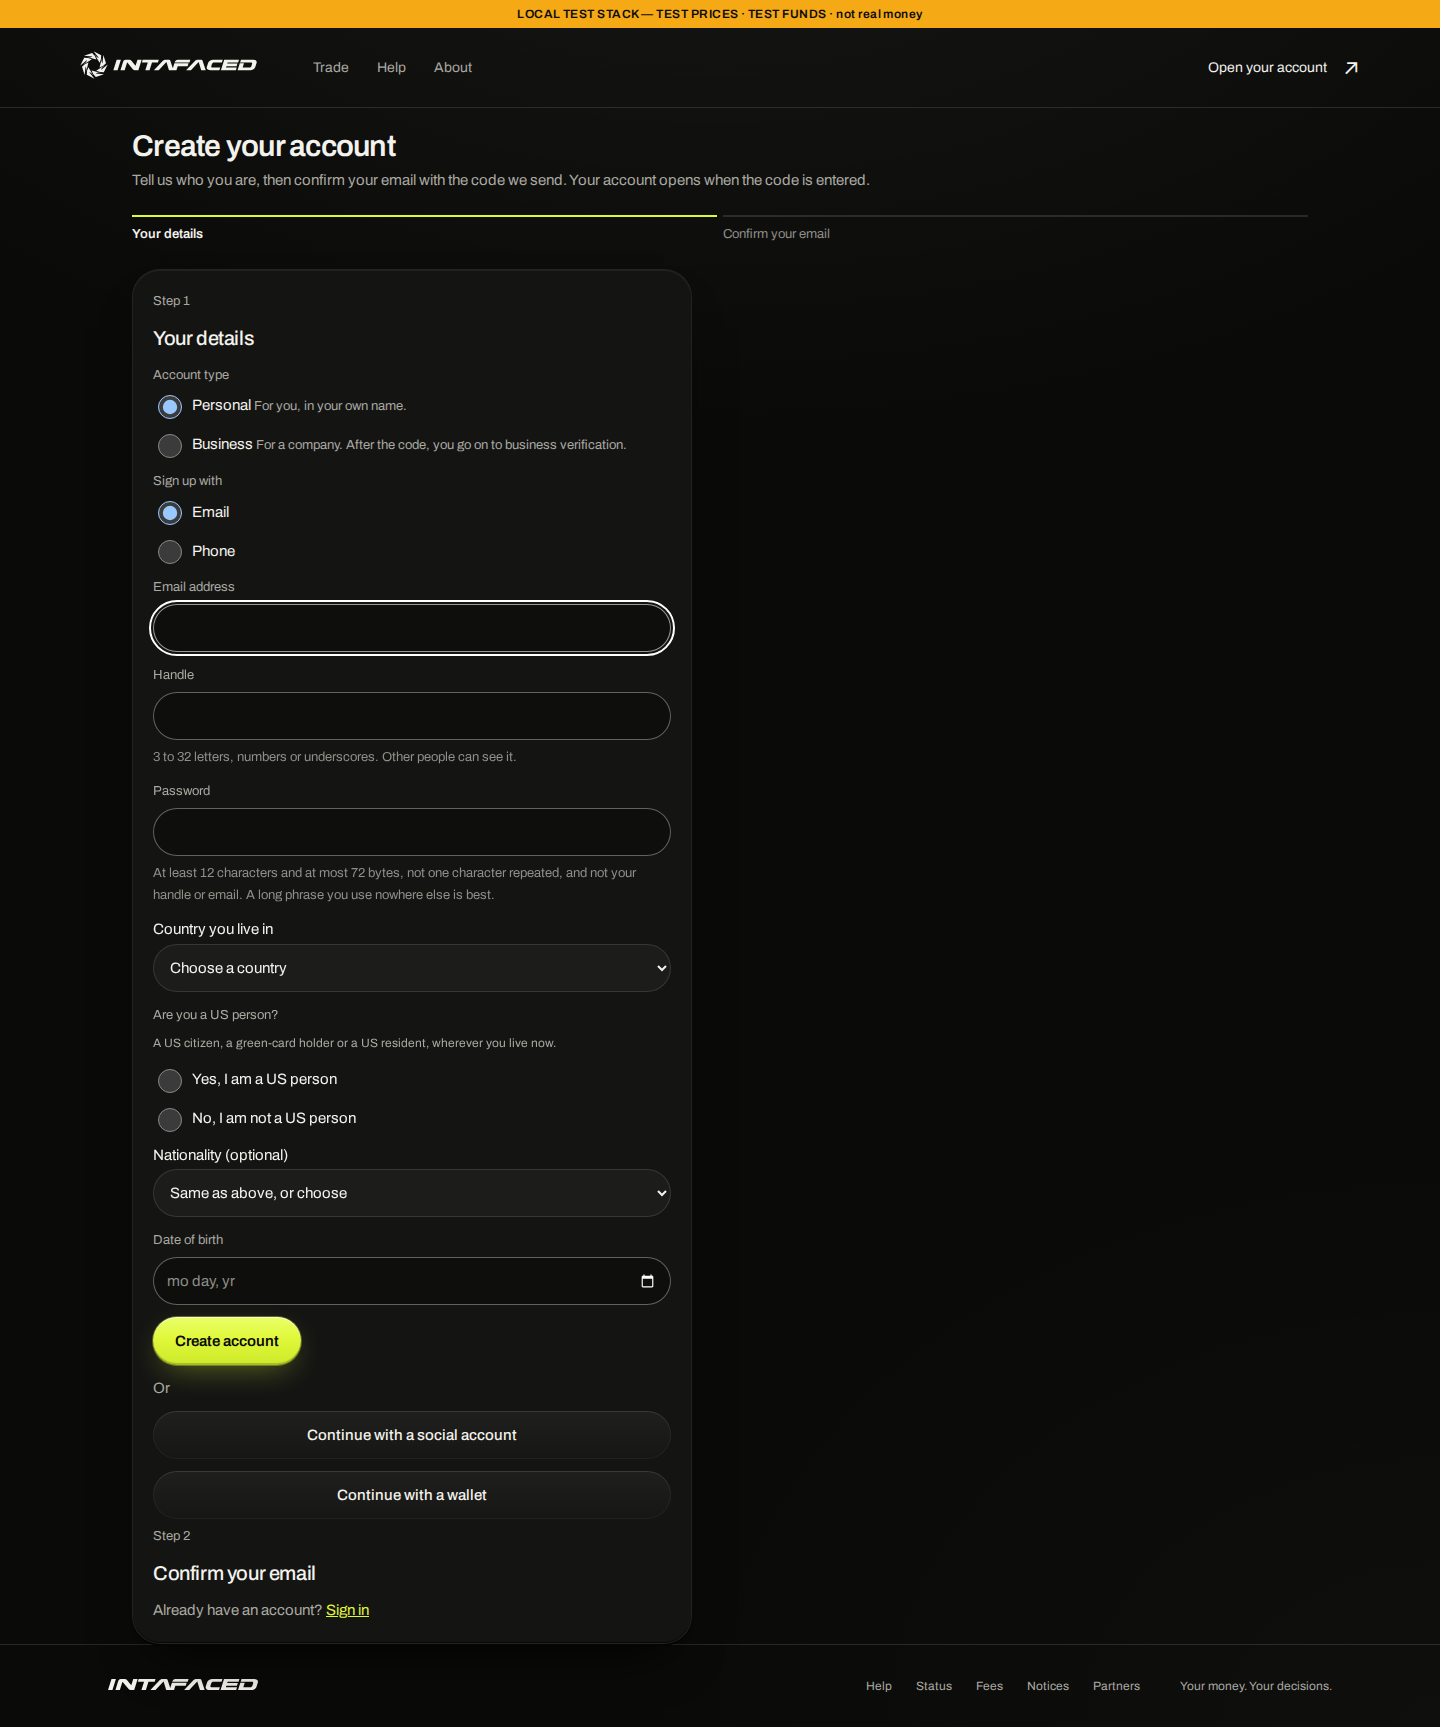 LOCAL TEST STACK — TEST PRICES · TEST FUNDS · not real money
INTAFACED
Trade
Help
About
Open your account
Create your account
Tell us who you are, then confirm your email with the code we send. Your account opens when the code is entered.
Your details
Confirm your email
Step 1
Your details
Account type
Personal For you, in your own name.
Business For a company. After the code, you go on to business verification.
Sign up with
Email
Phone
Email address
Handle
3 to 32 letters, numbers or underscores. Other people can see it.
Password
At least 12 characters and at most 72 bytes, not one character repeated, and not your
handle or email. A long phrase you use nowhere else is best.
Country you live in
Choose a country
Are you a US person?
A US citizen, a green-card holder or a US resident, wherever you live now.
Yes, I am a US person
No, I am not a US person
Nationality (optional)
Same as above, or choose
Date of birth
mo day, yr
Create account
Or
Continue with a social account
Continue with a wallet
Step 2
Confirm your email
Already have an account? Sign in
INTAFACED
Help
Status
Fees
Notices
Partners
Your money. Your decisions.